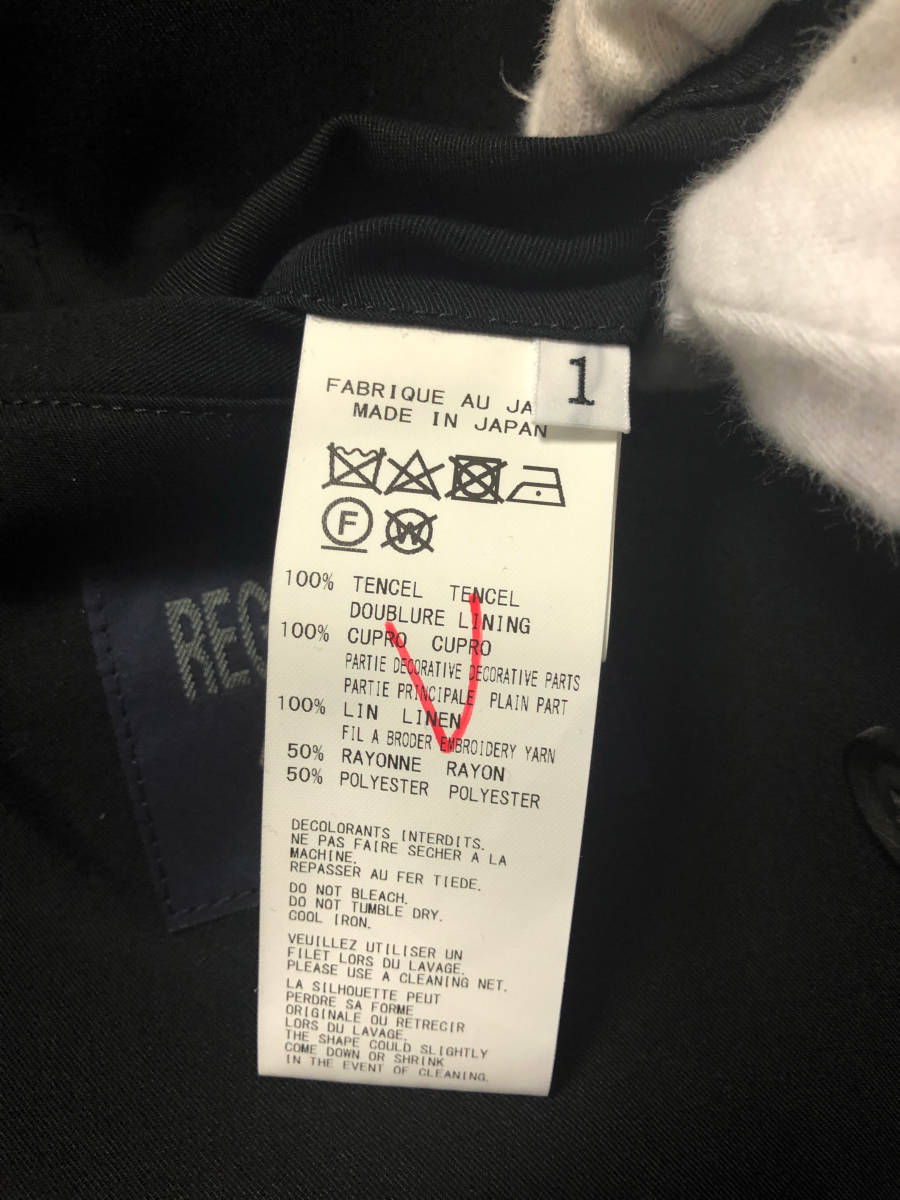 1
FABRIQUE AU JA
MADE IN JAPAN
F
W
100% TENCEL TENCEL
DOUBLURE LINING
100% CUPRO CUPRO
PARTIE DECORATIVE DECORATIVE PARTS
PARTIE PRINCIPALE PLAIN PART
100% LIN LINEN
FIL A BRODER EMBROIDERY YARN
50% RAYONNE RAYON
50% POLYESTER POLYESTER
DECOLORANTS INTERDITS.
NE PAS FAIRE SECHER A LA
MACHINE.
REPASSER AU FER TIEDE.
DO NOT BLEACH.
DO NOT TUMBLE DRY.
COOL IRON.
VEUILLEZ UTILISER UN
FILET LORS DU LAVAGE.
PLEASE USE A CLEANING NET.
LA SILHOUETTE PEUT
PERDRE SA FORME
ORIGINALE OU RETRECIR
LORS DU LAVAGE.
THE SHAPE COULD SLIGHTLY
COME DOWN OR SHRINK
IN THE EVENT OF CLEANING.
REG